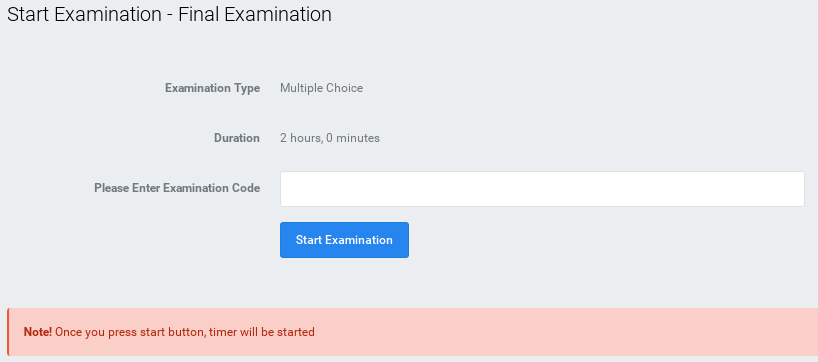 Start Examination - Final Examination
Examination Type Multiple Choice
Duration 2 hours, 0 minutes
Please Enter Examination Code
Start Examination
Note! Once you press start button, timer will be started